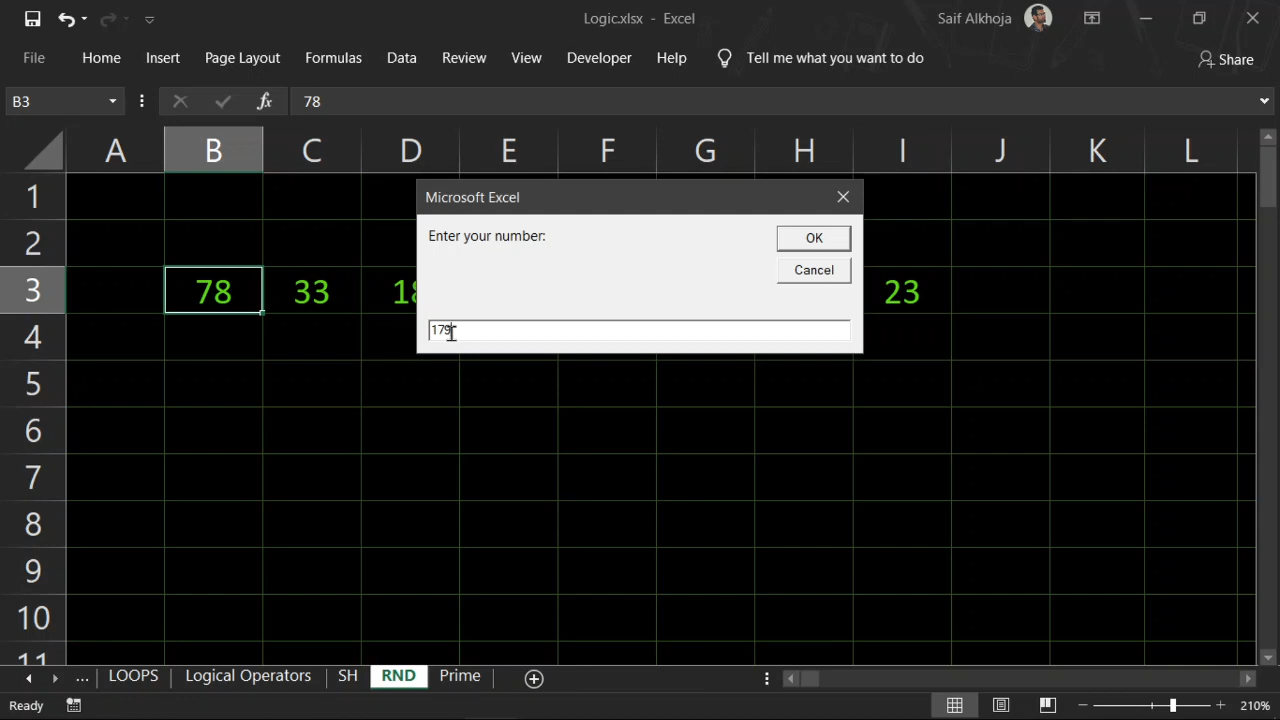 Logic.xlsx - Excel
Saif Alkhoja
File Home Insert Page Layout Formulas Data Review View Developer Help Tell me what you want to do Share
B3 fx 78
A B C D E F G H I J K L
1
Microsoft Excel
2
Enter your number:
OK
Cancel
3 78 33 23
179
4
5
6
7
8
9
10
11
... LOOPS Logical Operators SH RND Prime
Ready 210%